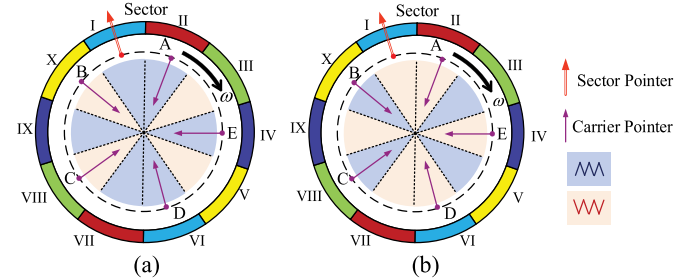 Sector
I
II
III
IV
V
VI
VII
VIII
IX
X
A
B
C
D
E
ω
(a)
Sector
I
II
III
IV
V
VI
VII
VIII
IX
X
A
B
C
D
E
ω
(b)
Sector Pointer
Carrier Pointer